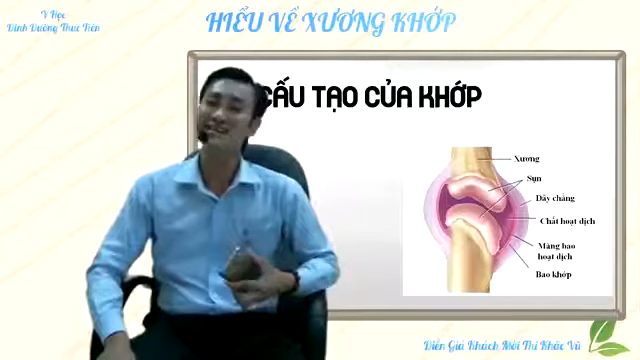 Y Học
Dinh Dưỡng Thực Tiễn
HIỂU VỀ XƯƠNG KHỚP
CẤU TẠO CỦA KHỚP
Xương
Sụn
Dây chằng
Chất hoạt dịch
Màng bao
hoạt dịch
Bao khớp
Diễn Giả Khách Mời Thi Khắc Vũ